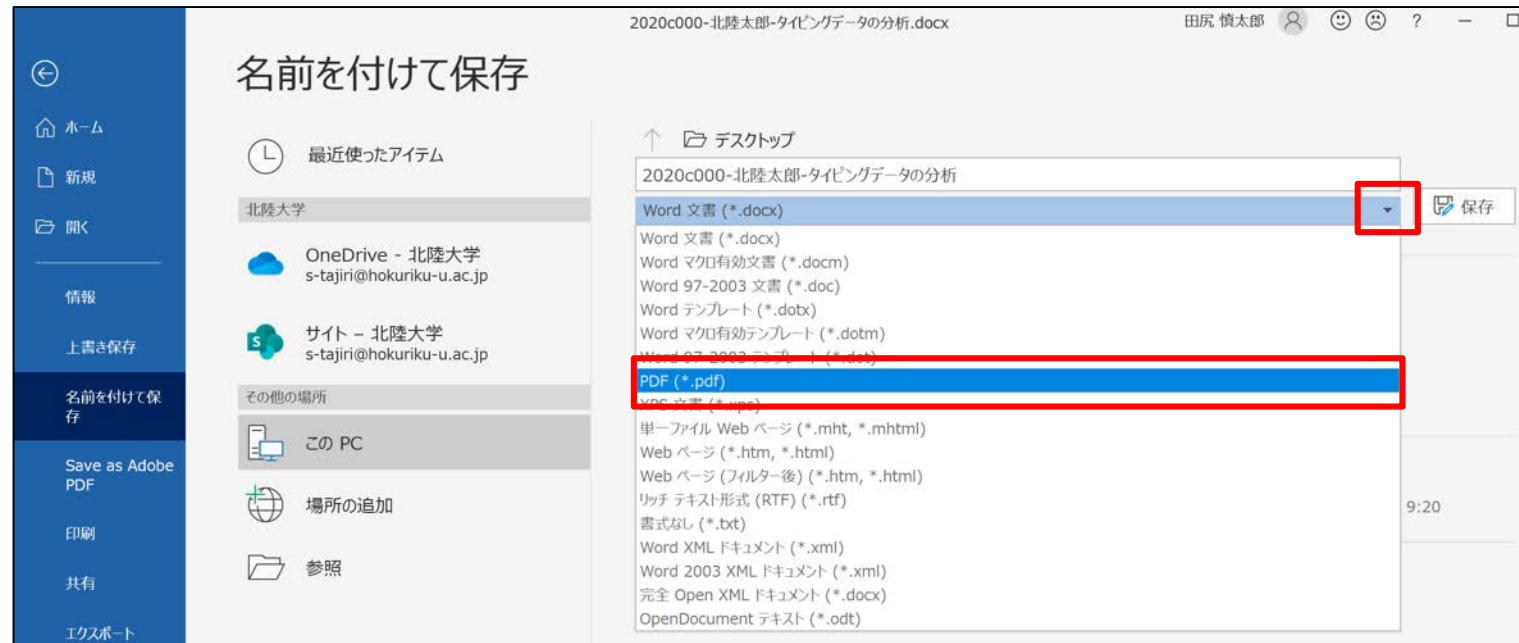 2020c000-北陸太郎-タイピングデータの分析.docx
田尻 慎太郎
?
名前を付けて保存
ホーム
新規
開く
情報
上書き保存
名前を付けて保
存
Save as Adobe
PDF
印刷
共有
エクスポート
最近使ったアイテム
北陸大学
OneDrive - 北陸大学
s-tajiri@hokuriku-u.ac.jp
サイト – 北陸大学
s-tajiri@hokuriku-u.ac.jp
その他の場所
この PC
場所の追加
参照
デスクトップ
2020c000-北陸太郎-タイピングデータの分析
Word 文書 (*.docx)
保存
Word 文書 (*.docx)
Word マクロ有効文書 (*.docm)
Word 97-2003 文書 (*.doc)
Word テンプレート (*.dotx)
Word マクロ有効テンプレート (*.dotm)
Word 97-2003 テンプレート (*.dot)
PDF (*.pdf)
XPS 文書 (*.xps)
単一ファイル Web ページ (*.mht, *.mhtml)
Web ページ (*.htm, *.html)
Web ページ (フィルター後) (*.htm, *.html)
リッチ テキスト形式 (RTF) (*.rtf)
書式なし (*.txt)
Word XML ドキュメント (*.xml)
Word 2003 XML ドキュメント (*.xml)
完全 Open XML ドキュメント (*.docx)
OpenDocument テキスト (*.odt)
9:20